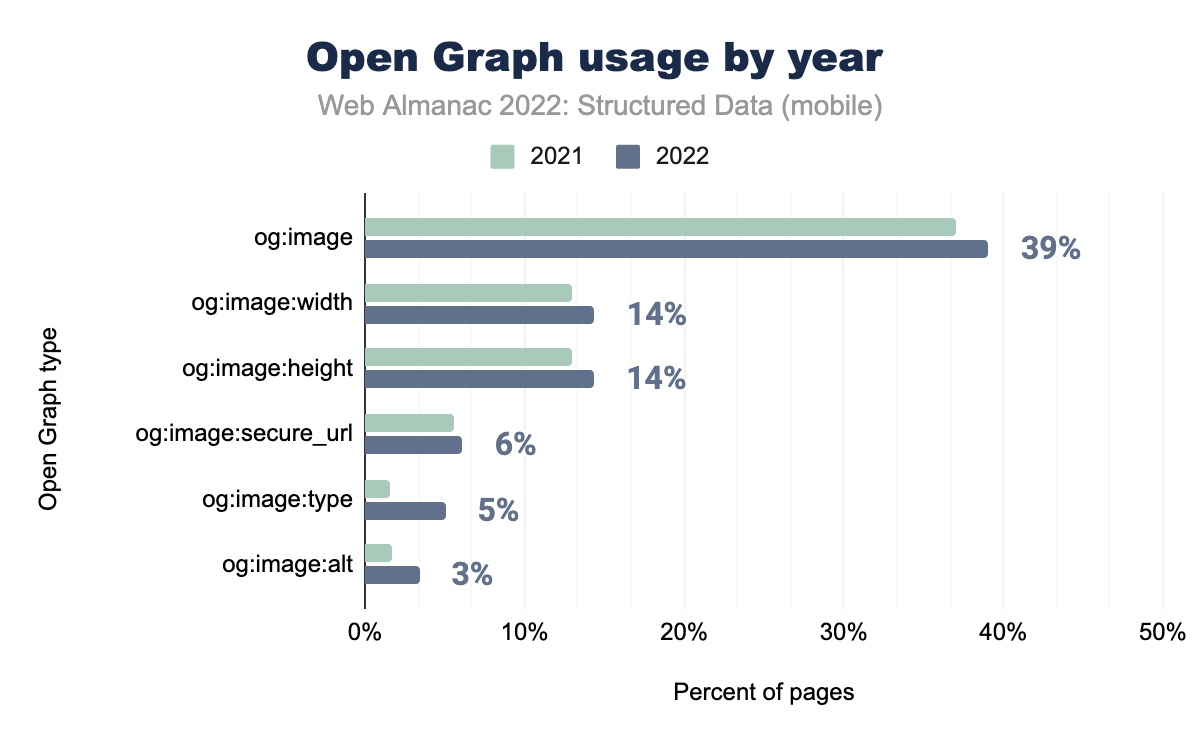 Open Graph usage by year
Web Almanac 2022: Structured Data (mobile)
2021 2022
og:image 39%
og:image:width 14%
og:image:height 14%
og:image:secure_url 6%
og:image:type 5%
og:image:alt 3%
Open Graph type
0% 10% 20% 30% 40% 50%
Percent of pages